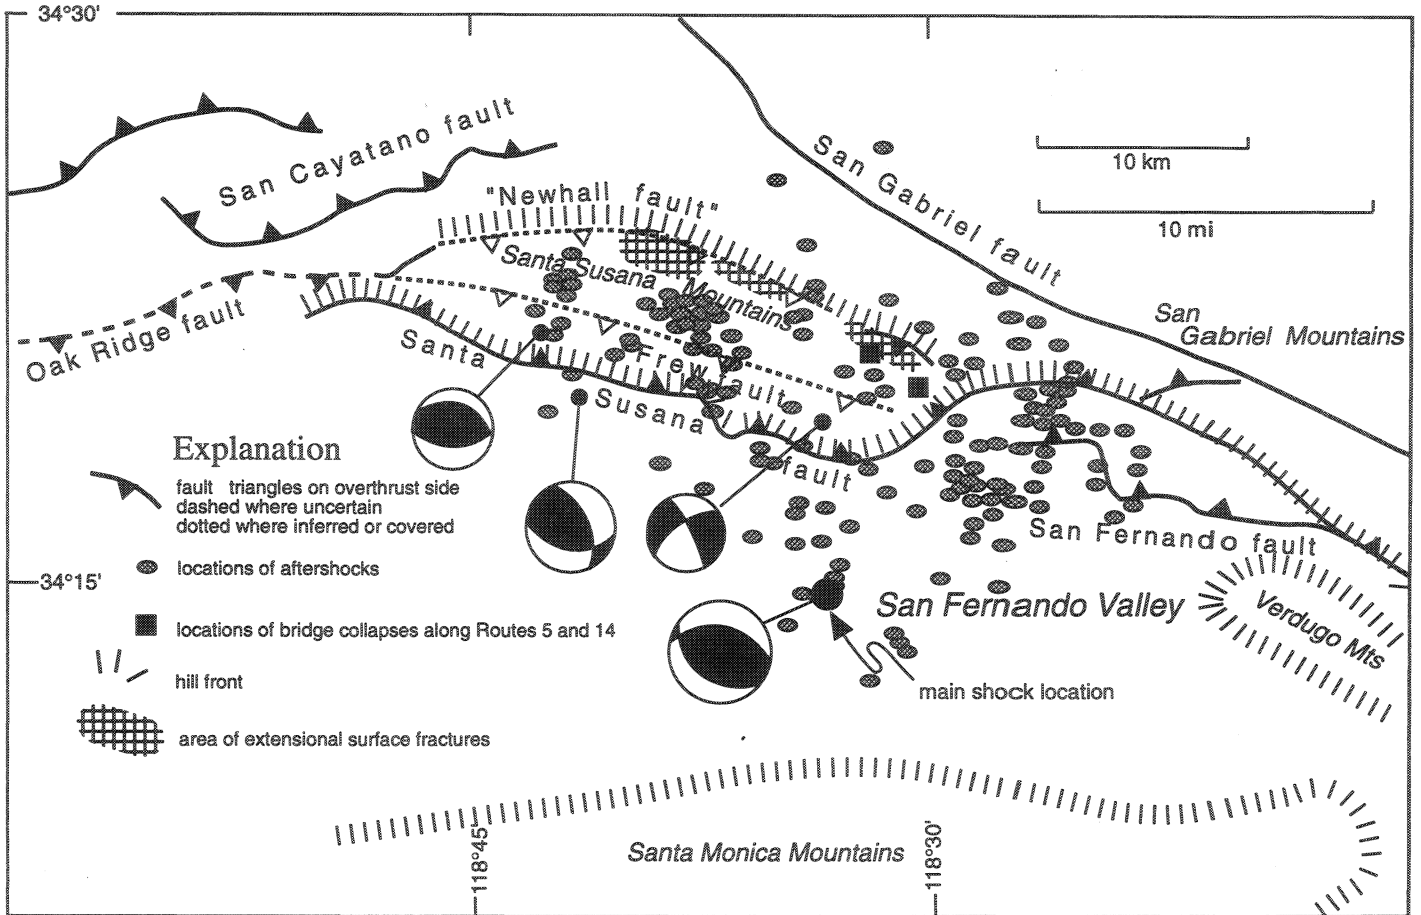 34°30'
San Cayatano fault
San Gabriel fault
10 km
10 mi
"Newhall fault"
Santa Susana Mountains
San
Gabriel Mountains
Oak Ridge fault
Frew fault
Santa Susana fault
Explanation
fault triangles on overthrust side
dashed where uncertain
dotted where inferred or covered
locations of aftershocks
34°15'
locations of bridge collapses along Routes 5 and 14
hill front
area of extensional surface fractures
San Fernando fault
San Fernando Valley
Verdugo Mts
main shock location
118°45'
Santa Monica Mountains
118°30'